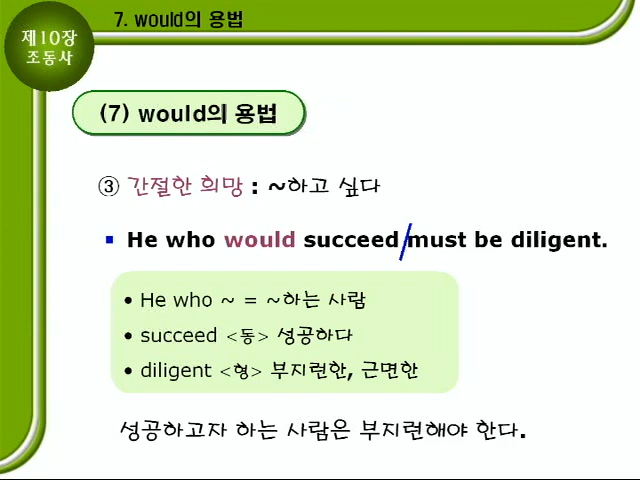 7. would의 용법
제10장
조동사
(7) would의 용법
③ 간절한 희망 : ~하고 싶다
▪ He who would succeed/must be diligent.
• He who ~ = ~하는 사람
• succeed <동> 성공하다
• diligent <형> 부지런한, 근면한
성공하고자 하는 사람은 부지런해야 한다.